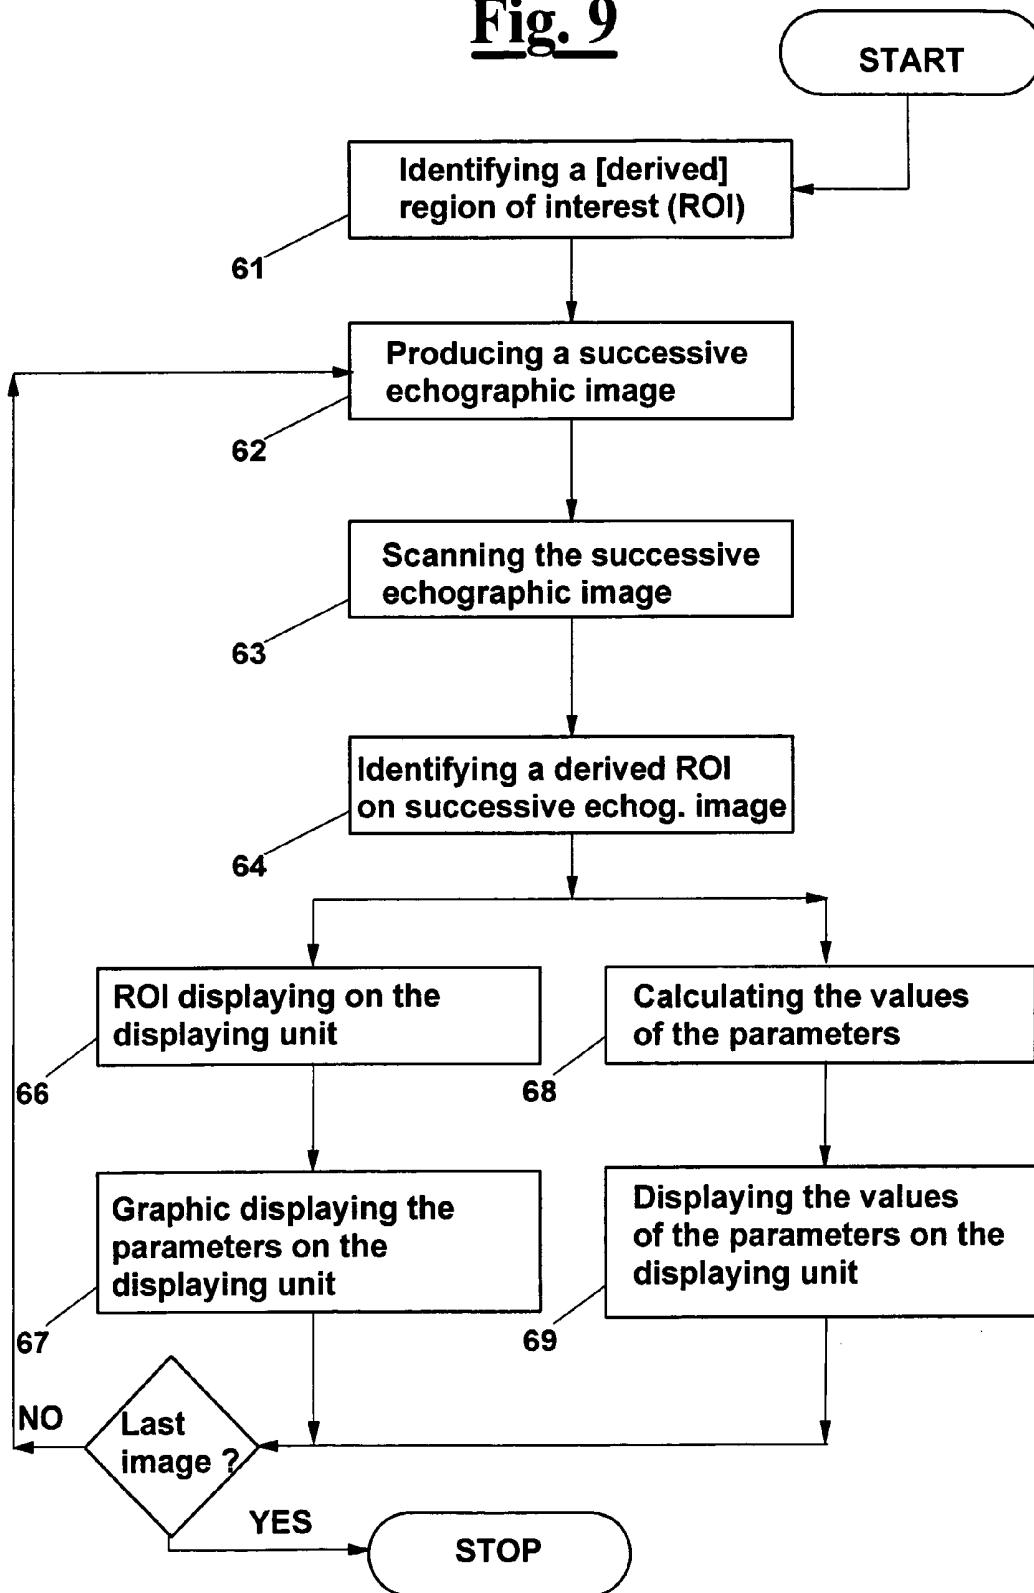 Fig. 9
START
Identifying a [derived]
region of interest (ROI)
61
Producing a successive
echographic image
62
Scanning the successive
echographic image
63
Identifying a derived ROI
on successive echog. image
64
ROI displaying on the
displaying unit
66
Calculating the values
of the parameters
68
Graphic displaying the
parameters on the
displaying unit
67
Displaying the values
of the parameters on the
displaying unit
69
NO
Last
image ?
YES
STOP